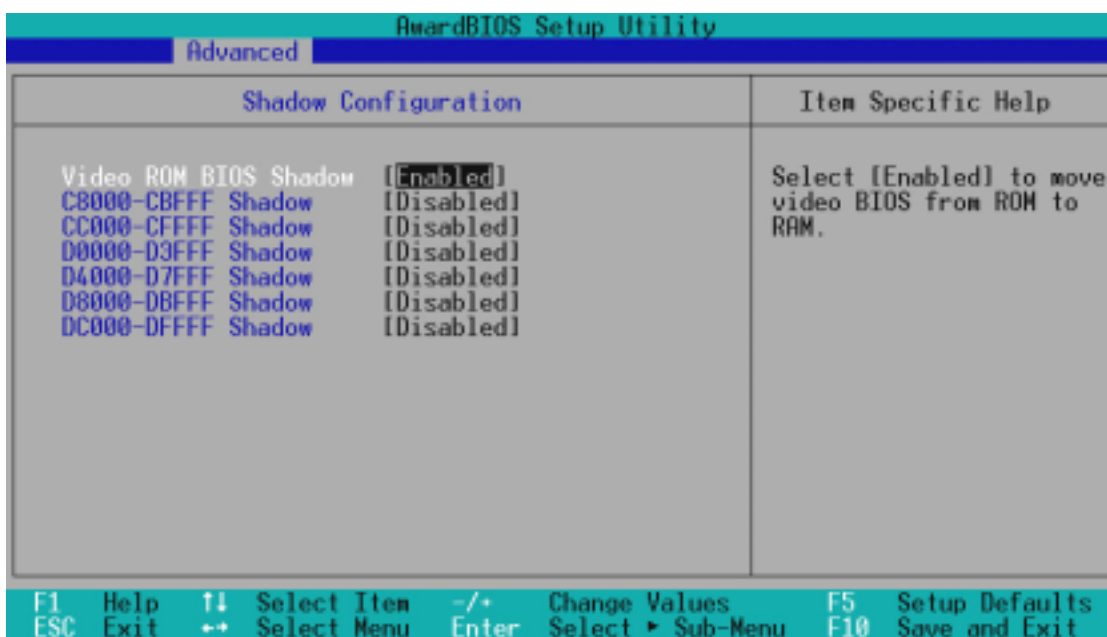 AwardBIOS Setup Utility
Advanced
Shadow Configuration
Item Specific Help
Video ROM BIOS Shadow [Enabled]
C8000-CBFFF Shadow [Disabled]
CC000-CFFFF Shadow [Disabled]
D0000-D3FFF Shadow [Disabled]
D4000-D7FFF Shadow [Disabled]
D8000-DBFFF Shadow [Disabled]
DC000-DFFFF Shadow [Disabled]
Select [Enabled] to move
video BIOS from ROM to
RAM.
F1 Help ↑↓ Select Item -/+ Change Values F5 Setup Defaults
ESC Exit ←→ Select Menu Enter Select ► Sub-Menu F10 Save and Exit